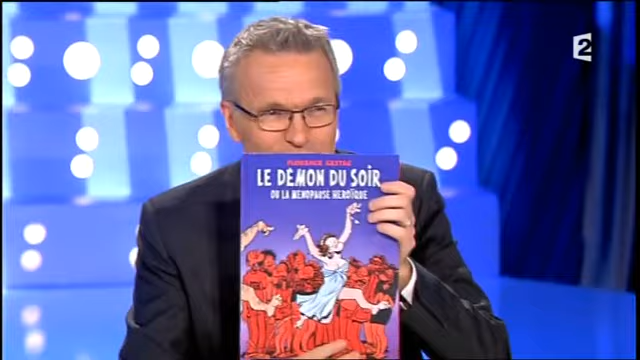 2
FLORENCE CESTAC
LE DÉMON DU SOIR
OU LA MÉNOPAUSE HÉROÏQUE